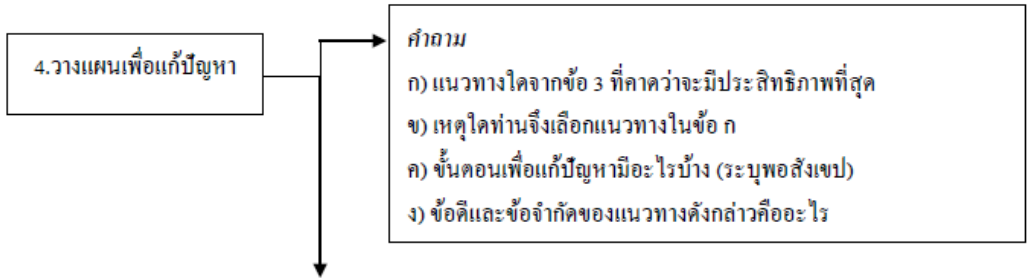 4.วางแผนเพื่อแก้ปัญหา
คำถาม
ก) แนวทางใดจากข้อ 3 ที่คาดว่าจะมีประสิทธิภาพที่สุด
ข) เหตุใดท่านจึงเลือกแนวทางในข้อ ก
ค) ขั้นตอนเพื่อแก้ปัญหามีอะไรบ้าง (ระบุพอสังเขป)
ง) ข้อดีและข้อจำกัดของแนวทางดังกล่าวคืออะไร